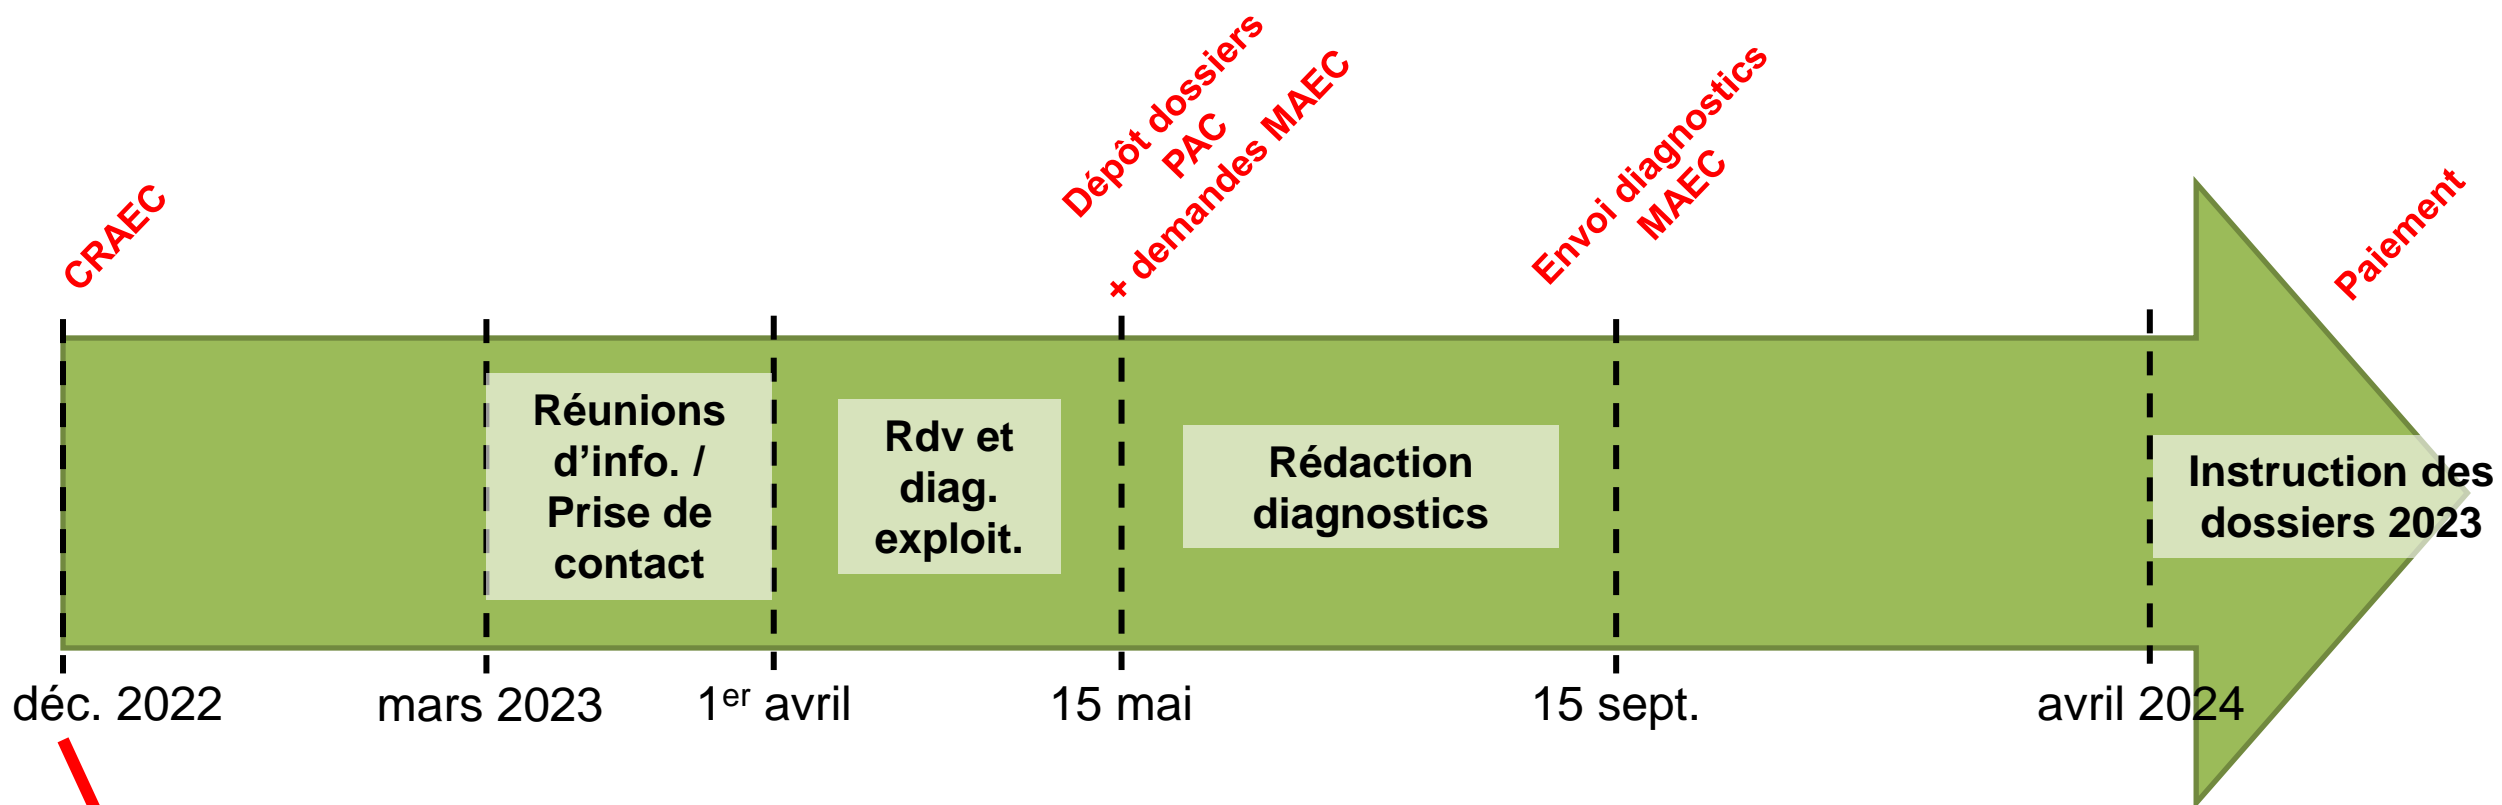 CRAEC
Dépôt dossiers
PAC
+ demandes MAEC
Envoi diagnostics
MAEC
Paiement
Réunions
d’info. /
Prise de
contact
Rdv et
diag.
exploit.
Rédaction
diagnostics
Instruction des
dossiers 2023
déc. 2022
mars 2023
1er avril
15 mai
15 sept.
avril 2024